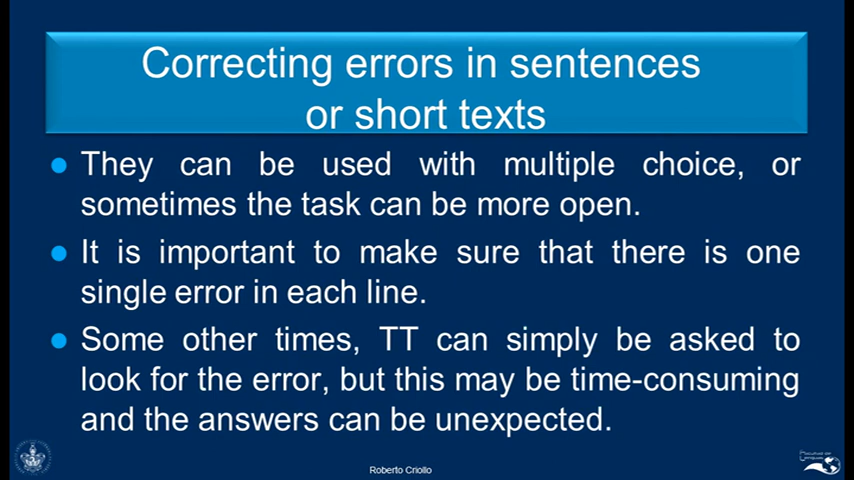 Correcting errors in sentences
or short texts
They can be used with multiple choice, or
sometimes the task can be more open.
It is important to make sure that there is one
single error in each line.
Some other times, TT can simply be asked to
look for the error, but this may be time-consuming
and the answers can be unexpected.
Roberto Criollo